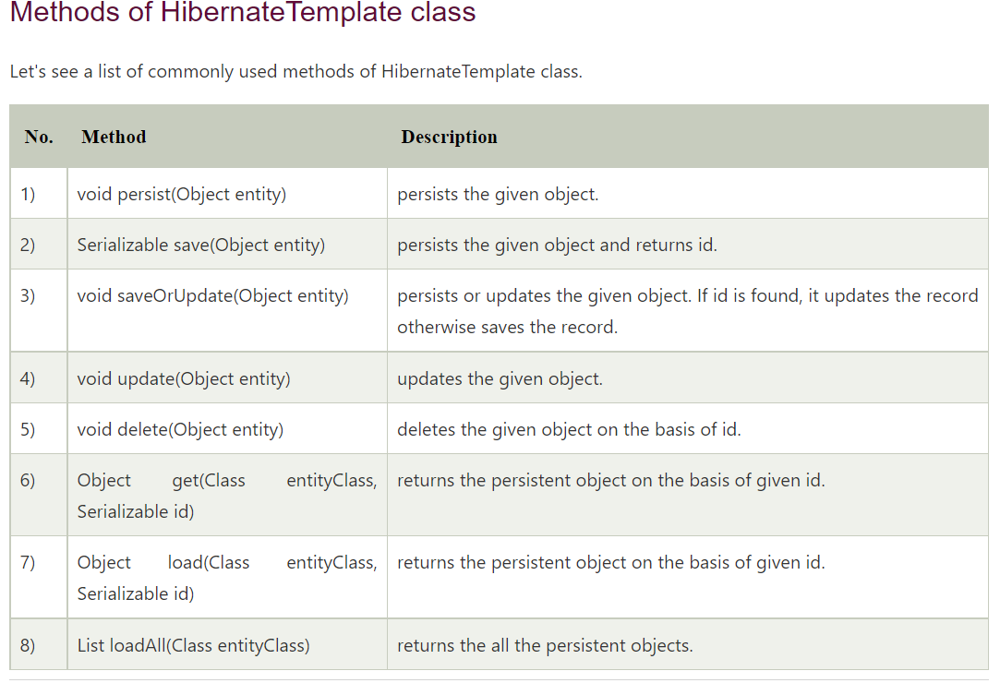 Methods of HibernateTemplate class
Let's see a list of commonly used methods of HibernateTemplate class.
No. Method Description
1) void persist(Object entity) persists the given object.
2) Serializable save(Object entity) persists the given object and returns id.
3) void saveOrUpdate(Object entity) persists or updates the given object. If id is found, it updates the record
otherwise saves the record.
4) void update(Object entity) updates the given object.
5) void delete(Object entity) deletes the given object on the basis of id.
6) Object get(Class entityClass, returns the persistent object on the basis of given id.
Serializable id)
7) Object load(Class entityClass, returns the persistent object on the basis of given id.
Serializable id)
8) List loadAll(Class entityClass) returns the all the persistent objects.